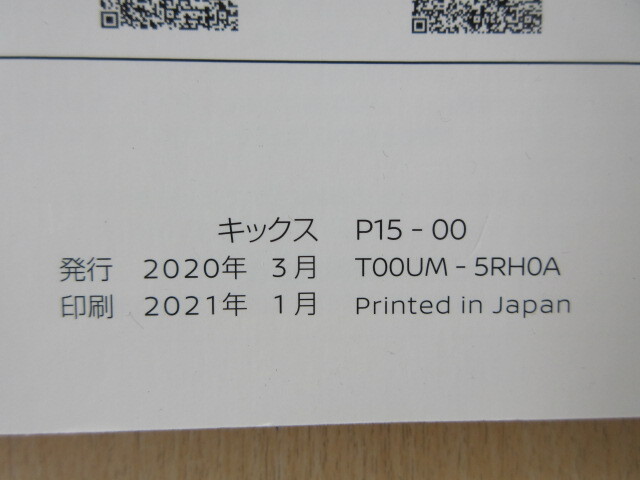 キックス P15-00
発行 2020年 3月 T00UM-5RH0A
印刷 2021年 1月 Printed in Japan